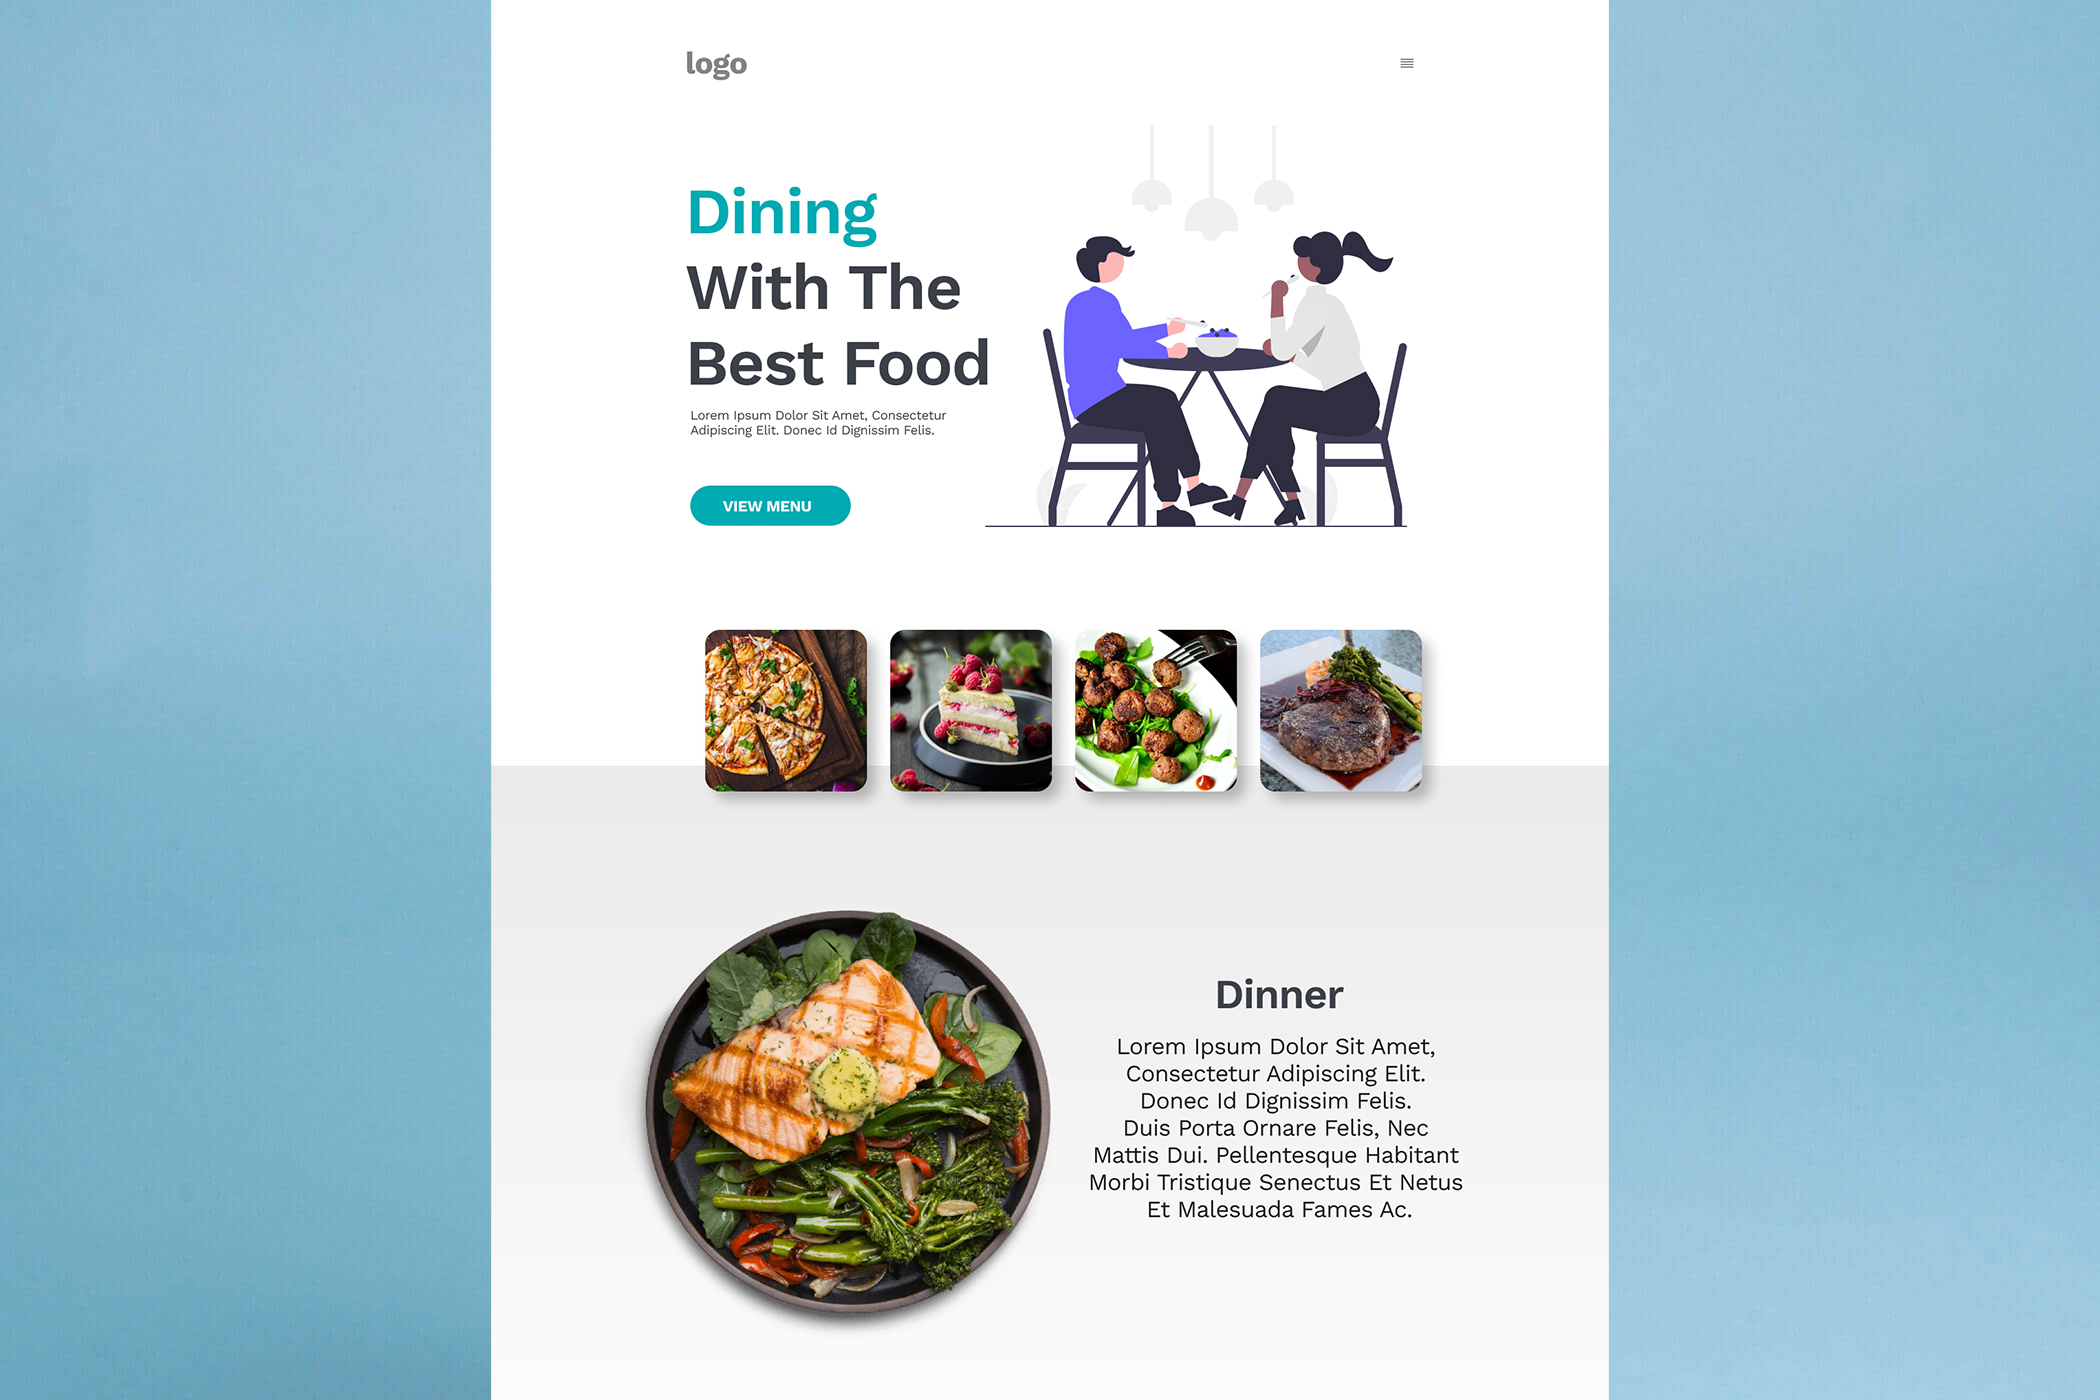 logo
Dining
With The
Best Food
Lorem Ipsum Dolor Sit Amet, Consectetur
Adipiscing Elit. Donec Id Dignissim Felis.
VIEW MENU
Dinner
Lorem Ipsum Dolor Sit Amet,
Consectetur Adipiscing Elit.
Donec Id Dignissim Felis.
Duis Porta Ornare Felis, Nec
Mattis Dui. Pellentesque Habitant
Morbi Tristique Senectus Et Netus
Et Malesuada Fames Ac.